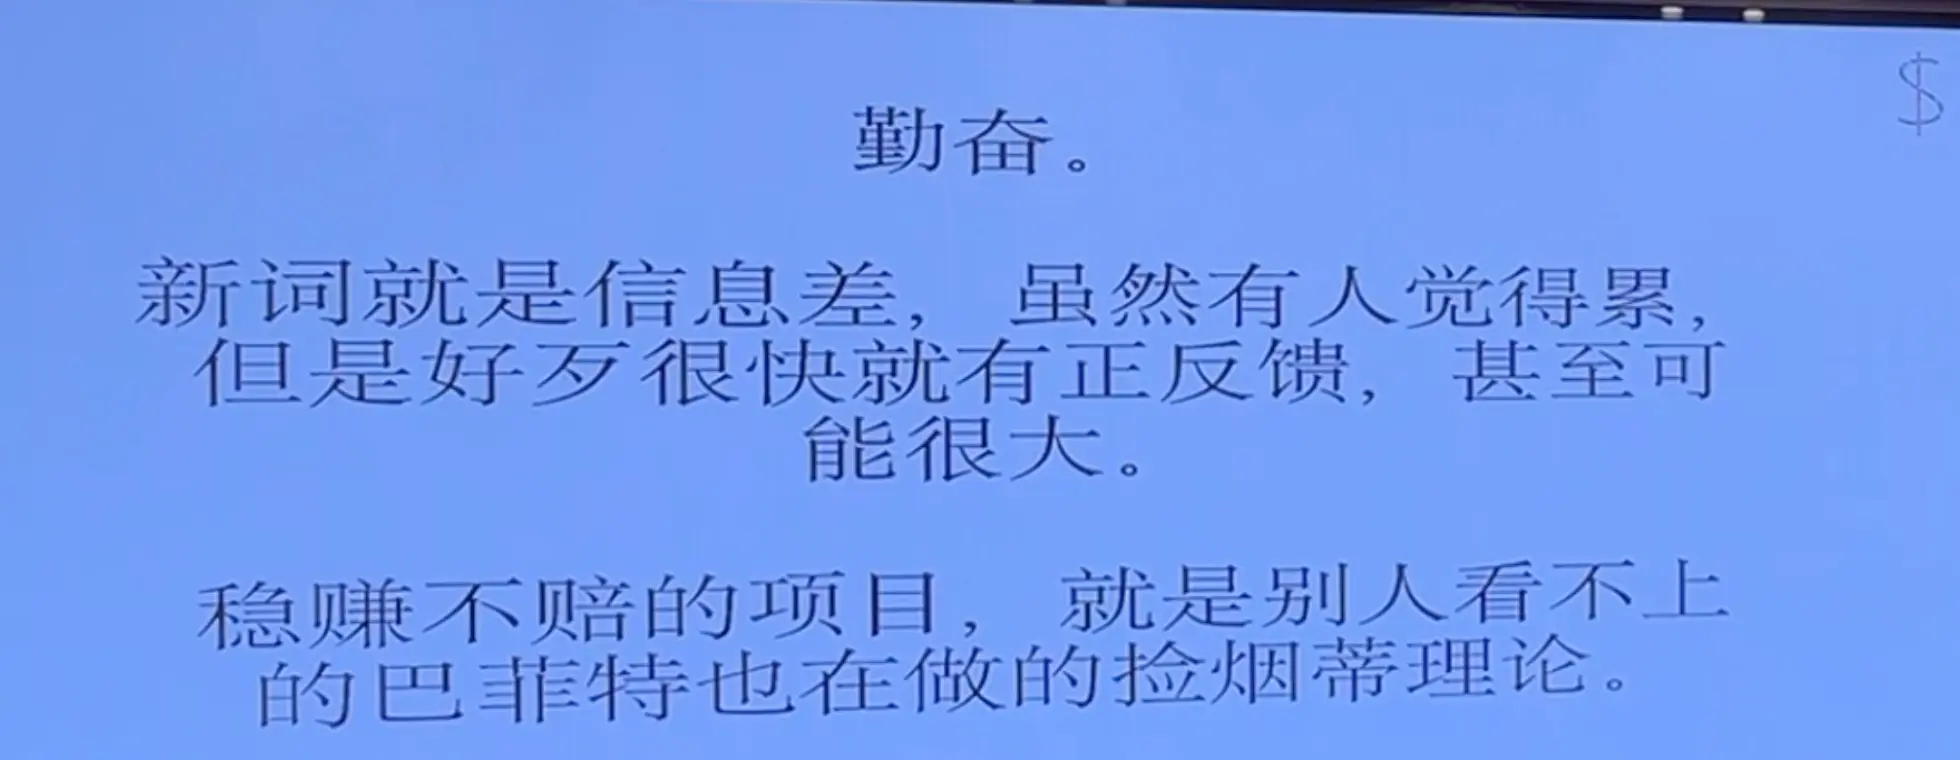 $
勤奋。
新词就是信息差，虽然有人觉得累，
但是好歹很快就有正反馈，甚至可
能很大。
稳赚不赔的项目，就是别人看不上
的巴菲特也在做的捡烟蒂理论。